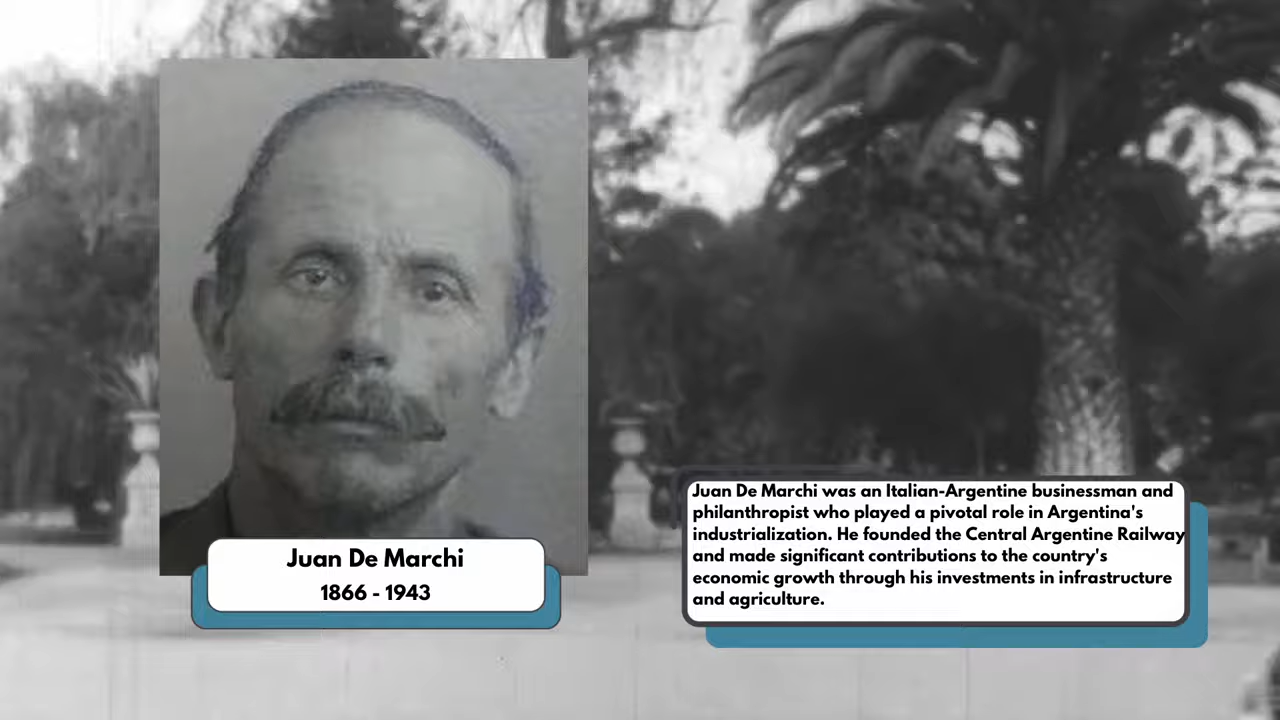 Juan De Marchi
1866 - 1943
Juan De Marchi was an Italian-Argentine businessman and
philanthropist who played a pivotal role in Argentina's
industrialization. He founded the Central Argentine Railway
and made significant contributions to the country's
economic growth through his investments in infrastructure
and agriculture.